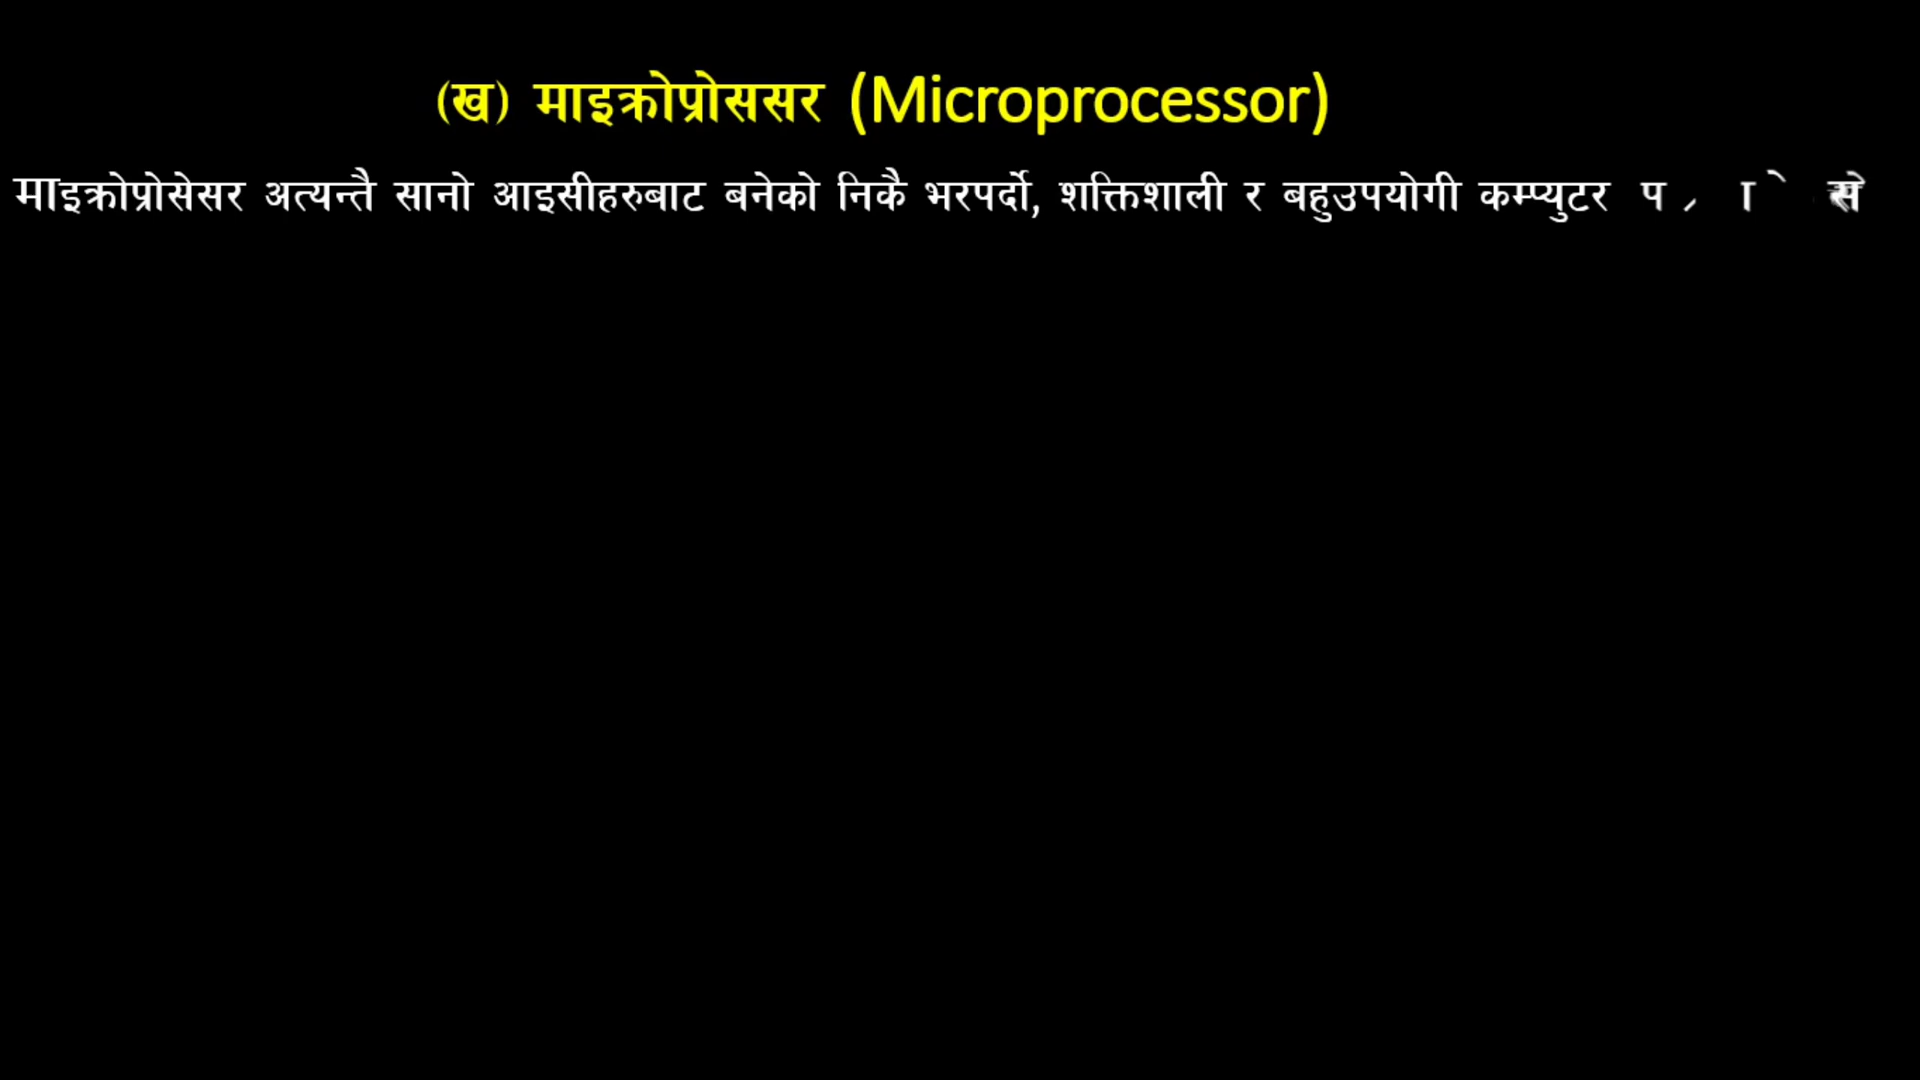 (ख) माइक्रोप्रोससर (Microprocessor)
माइक्रोप्रोसेसर अत्यन्तै सानो आइसीहरुबाट बनेको निकै भरपर्दो, शक्तिशाली र बहुउपयोगी कम्प्युटर